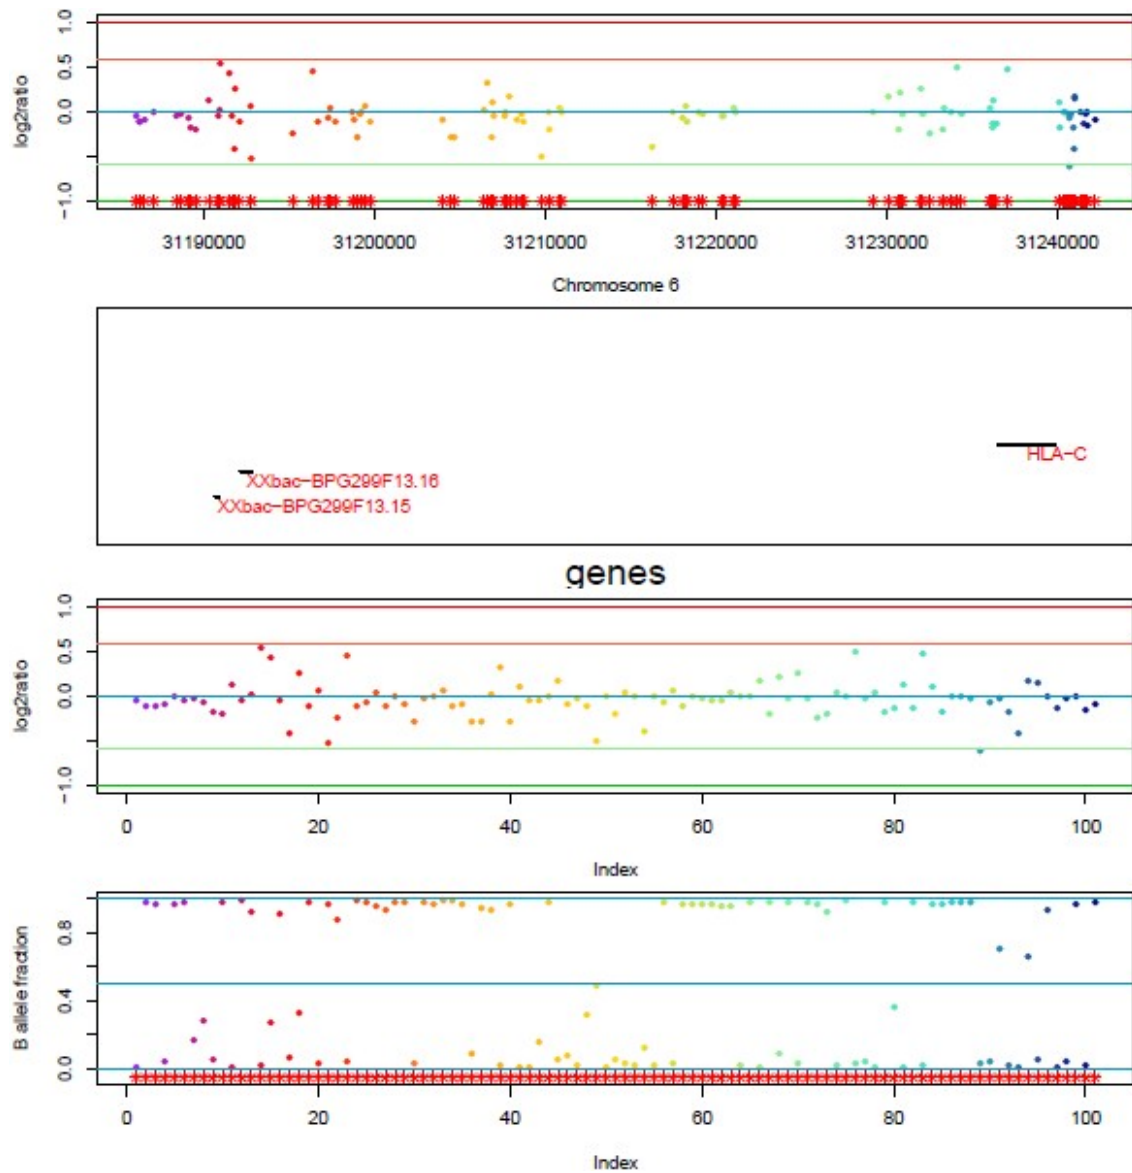 1.0
0.5
0.0
−1.0
log2ratio
31190000 31200000 31210000 31220000 31230000 31240000
Chromosome 6
HLA−C
XXbac−BPG299F13.16
XXbac−BPG299F13.15
genes
1.0
0.5
0.0
−1.0
log2ratio
0 20 40 60 80 100
Index
0.8
0.4
0.0
B allele fraction
0 20 40 60 80 100
Index